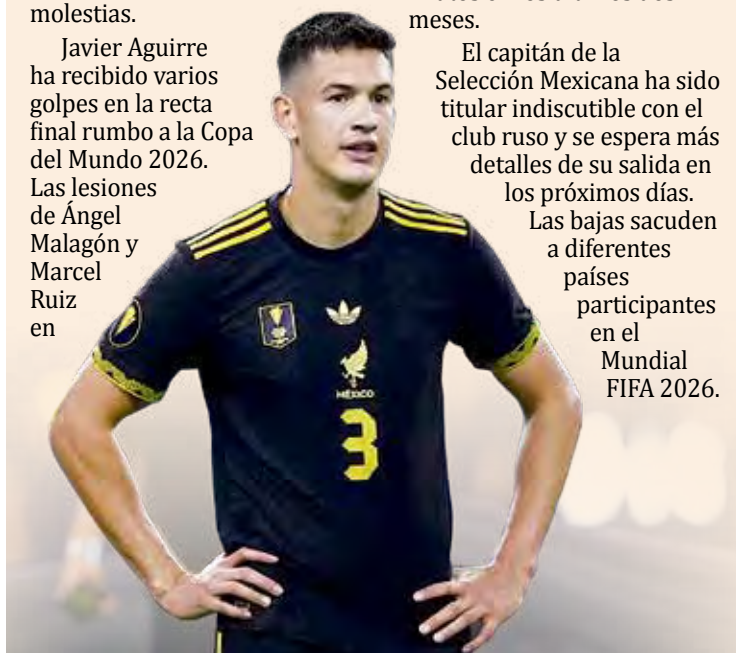 molestias.
Javier Aguirre
ha recibido varios
golpes en la recta
final rumbo a la Copa
del Mundo 2026.
Las lesiones
de Ángel
Malagón y
Marcel
Ruiz
en
meses.
El capitán de la
Selección Mexicana ha sido
titular indiscutible con el
club ruso y se espera más
detalles de su salida en
los próximos días.
Las bajas sacuden
a diferentes
países
participantes
en el
Mundial
FIFA 2026.
MÉXICO
3